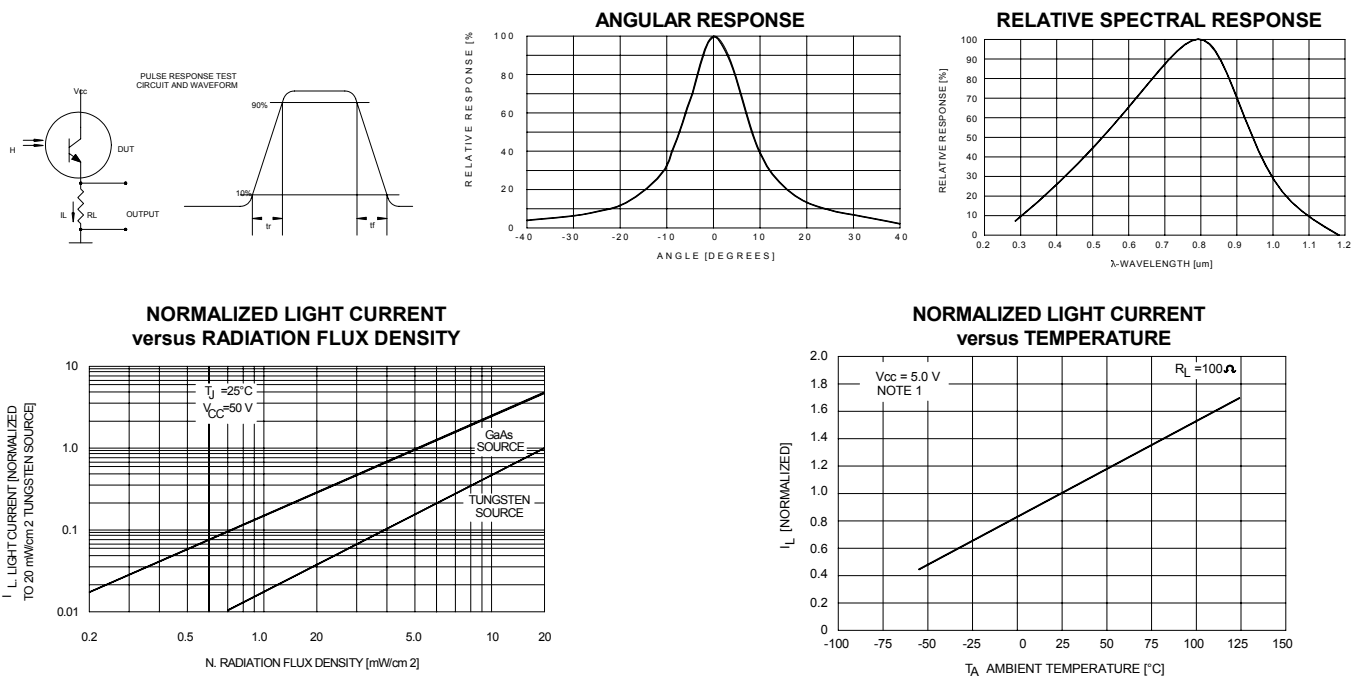 PULSE RESPONSE TEST
CIRCUIT AND WAVEFORM
Vcc
H
DUT
IL
RL
OUTPUT
90%
10%
tr
tf
ANGULAR RESPONSE
RELATIVE RESPONSE [%
100
80
60
40
20
0
-40 -30 -20 -10 0 10 20 30 40
ANGLE [DEGREES]
RELATIVE SPECTRAL RESPONSE
RELATIVE RESPONSE [%]
100
90
80
70
60
50
40
30
20
10
0
0.2 0.3 0.4 0.5 0.6 0.7 0.8 0.9 1.0 1.1 1.2
λ-WAVELENGTH [um]
NORMALIZED LIGHT CURRENT
versus RADIATION FLUX DENSITY
I L. LIGHT CURRENT [NORMALIZED
TO 20 mW/cm 2 TUNGSTEN SOURCE]
10
1.0
0.1
0.01
TJ =25°C
VCC=50 V
GaAs
SOURCE
TUNGSTEN
SOURCE
0.2 0.5 1.0 20 5.0 10 20
N. RADIATION FLUX DENSITY [mW/cm 2]
NORMALIZED LIGHT CURRENT
versus TEMPERATURE
IL [NORMALIZED]
2.0
1.8
1.6
1.4
1.2
1.0
0.8
0.6
0.4
0.2
0
Vcc = 5.0 V
NOTE 1
RL =100Ω
-100 -75 -50 -25 0 25 50 75 100 125 150
TA AMBIENT TEMPERATURE [°C]